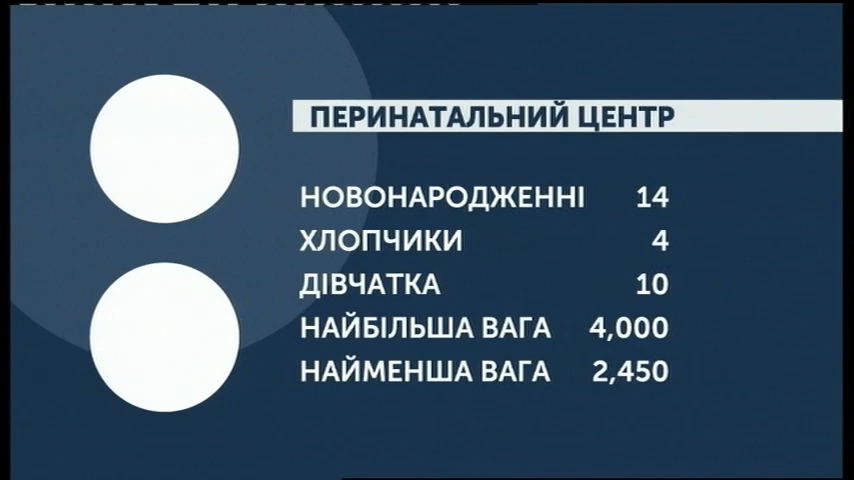 ПЕРИНАТАЛЬНИЙ ЦЕНТР
НОВОНАРОДЖЕННІ 14
ХЛОПЧИКИ 4
ДІВЧАТКА 10
НАЙБІЛЬША ВАГА 4,000
НАЙМЕНША ВАГА 2,450